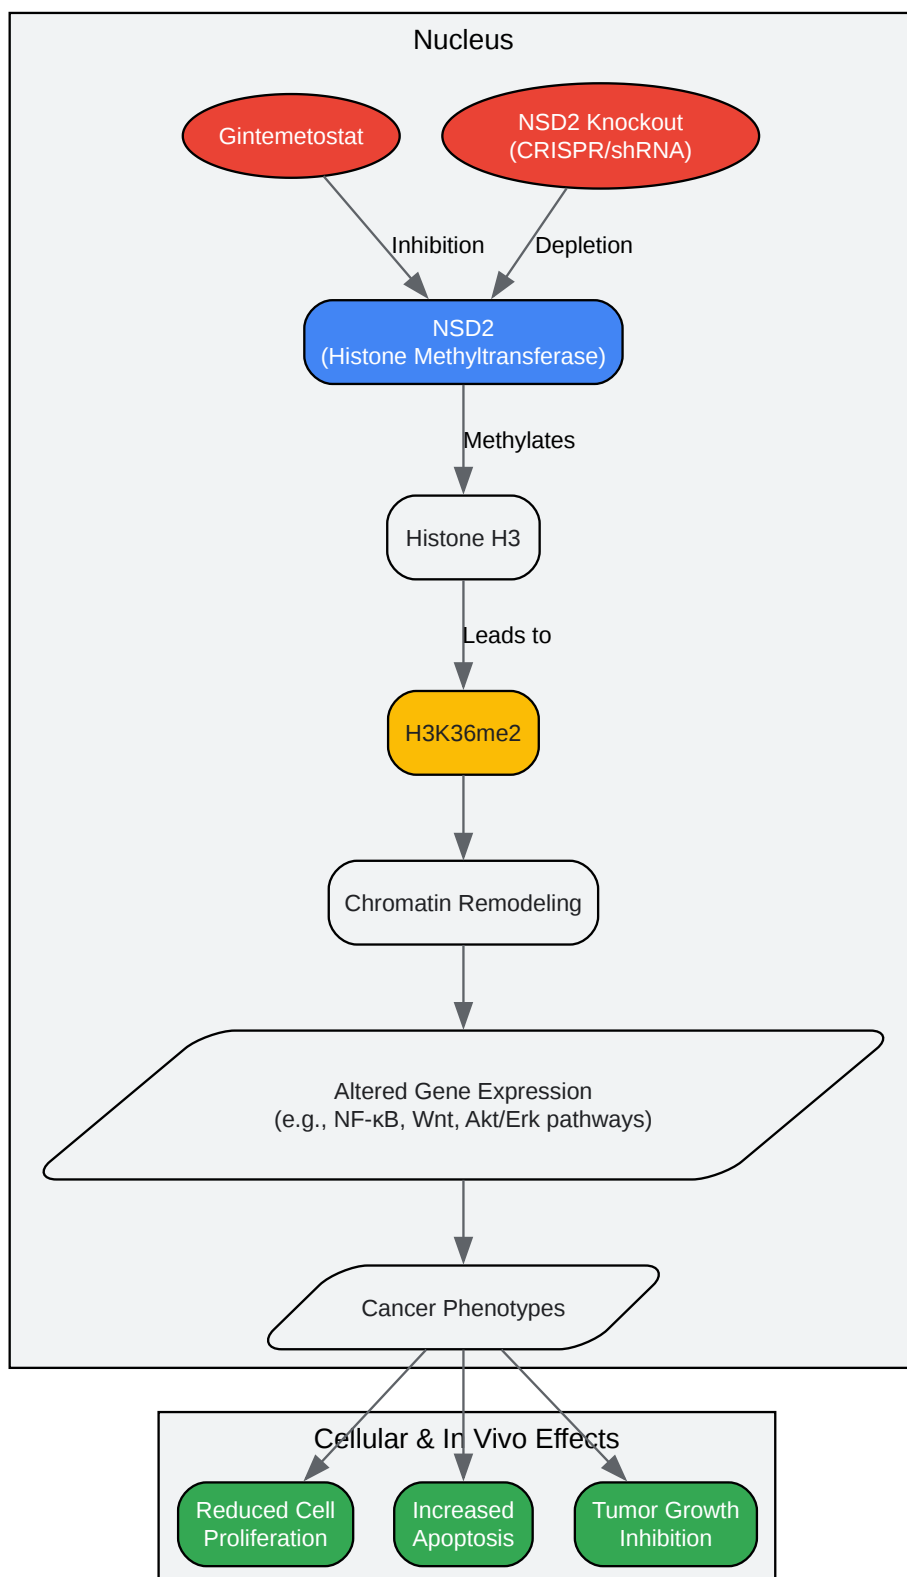 Nucleus
Gintemetostat
NSD2 Knockout
(CRISPR/shRNA)
Inhibition
Depletion
NSD2
(Histone Methyltransferase)
Methylates
Histone H3
Leads to
H3K36me2
Chromatin Remodeling
Altered Gene Expression
(e.g., NF-κB, Wnt, Akt/Erk pathways)
Cancer Phenotypes
Cellular & In Vivo Effects
Reduced Cell
Proliferation
Increased
Apoptosis
Tumor Growth
Inhibition